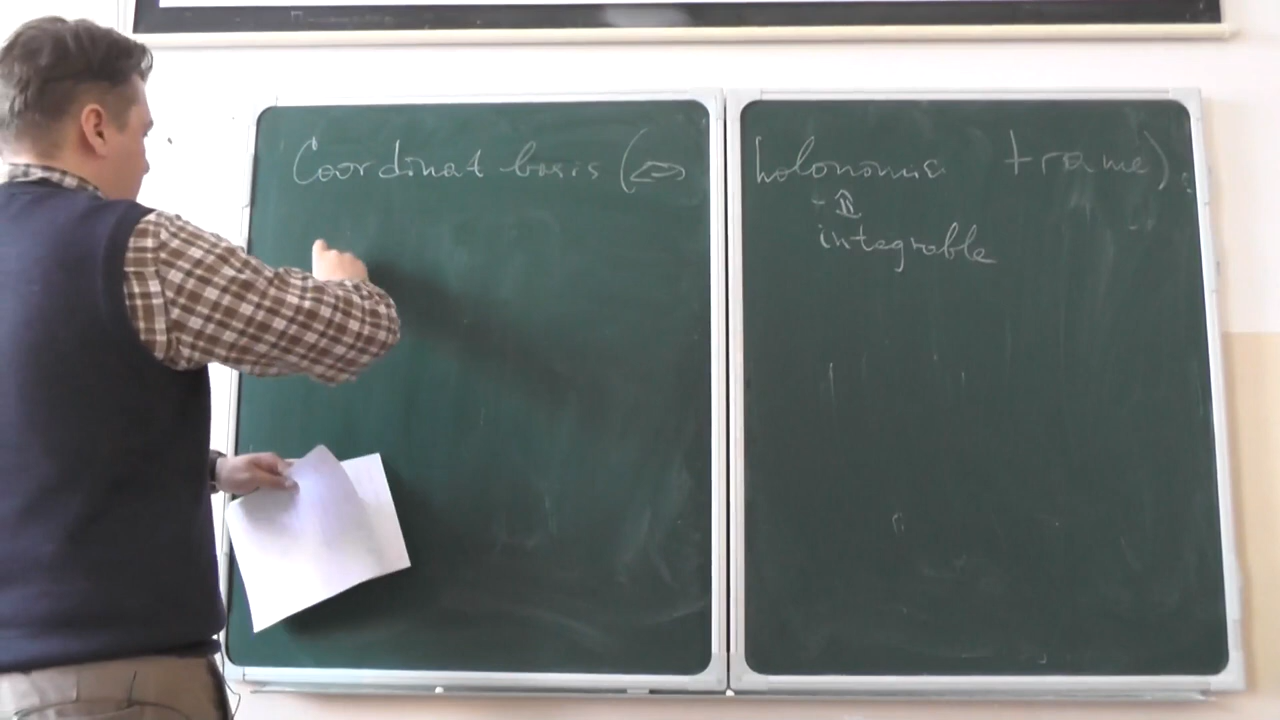 Coordinat basis (⇔ holonomic frame).
⇕
integrable